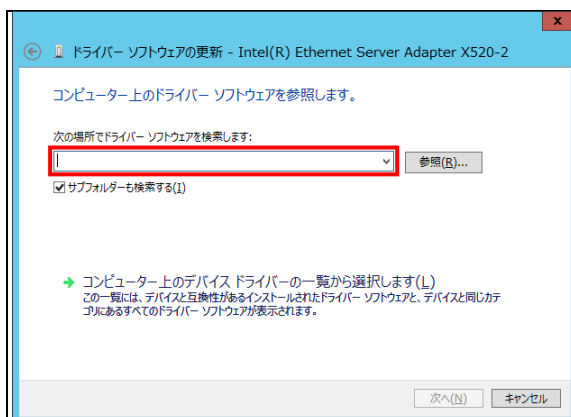 x
ドライバー ソフトウェアの更新 - Intel(R) Ethernet Server Adapter X520-2
コンピューター上のドライバー ソフトウェアを参照します。
次の場所でドライバー ソフトウェアを検索します:
参照(R)...
サブフォルダーも検索する(I)
コンピューター上のデバイス ドライバーの一覧から選択します(L)
この一覧には、デバイスと互換性があるインストールされたドライバー ソフトウェアと、デバイスと同じカテ
ゴリにあるすべてのドライバー ソフトウェアが表示されます。
次へ(N) キャンセル